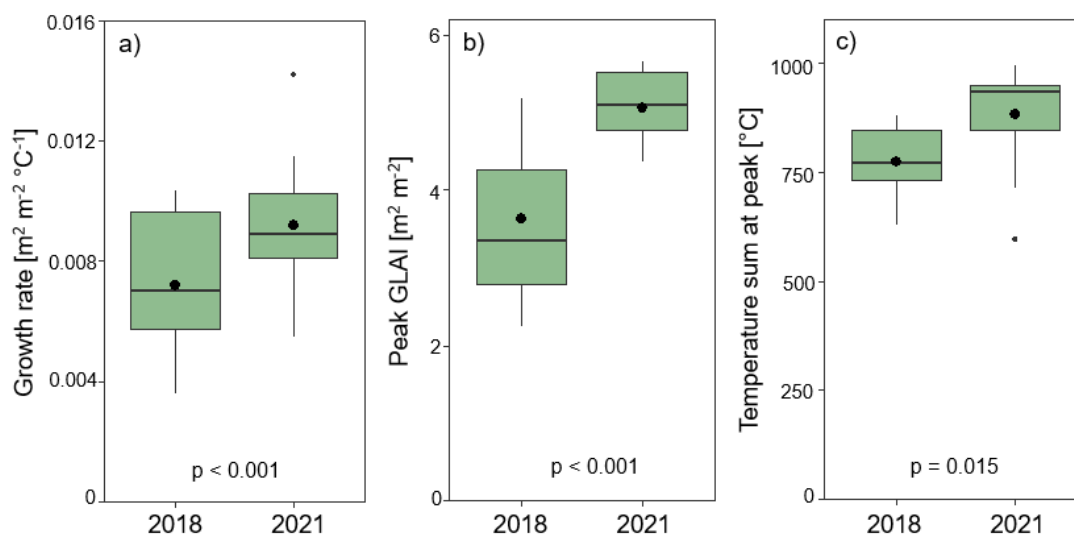 a)
Growth rate [m² m⁻² °C⁻¹]
0.016
0.012
0.008
0.004
0
p < 0.001
2018 2021
b)
Peak GLAI [m² m⁻²]
6
4
2
0
p < 0.001
2018 2021
c)
Temperature sum at peak [°C]
1000
750
500
250
0
p = 0.015
2018 2021